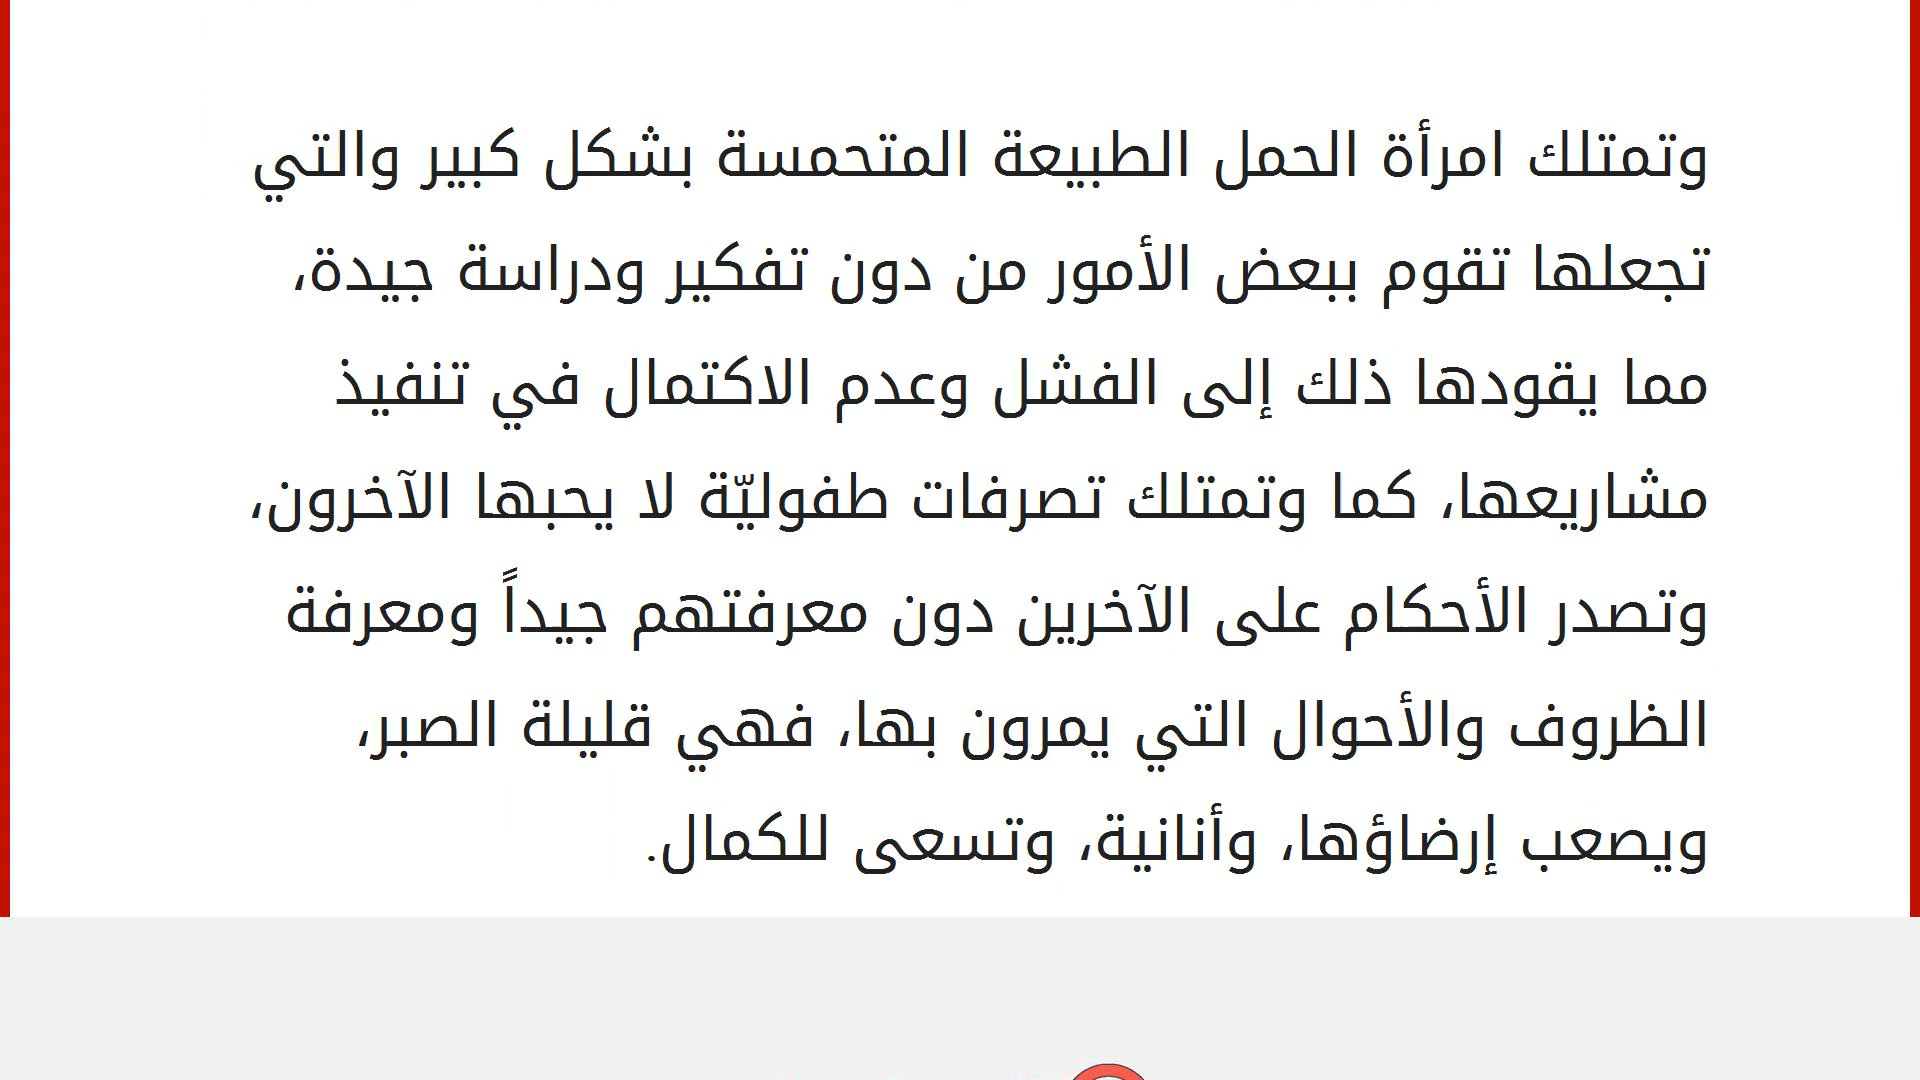 وتمتلك امرأة الحمل الطبيعة المتحمسة بشكل كبير والتي
تجعلها تقوم ببعض الأمور من دون تفكير ودراسة جيدة،
مما يقودها ذلك إلى الفشل وعدم الاكتمال في تنفيذ
مشاريعها، كما وتمتلك تصرفات طفوليّة لا يحبها الآخرون،
وتصدر الأحكام على الآخرين دون معرفتهم جيداً ومعرفة
الظروف والأحوال التي يمرون بها، فهي قليلة الصبر،
ويصعب إرضاؤها، وأنانية، وتسعى للكمال.